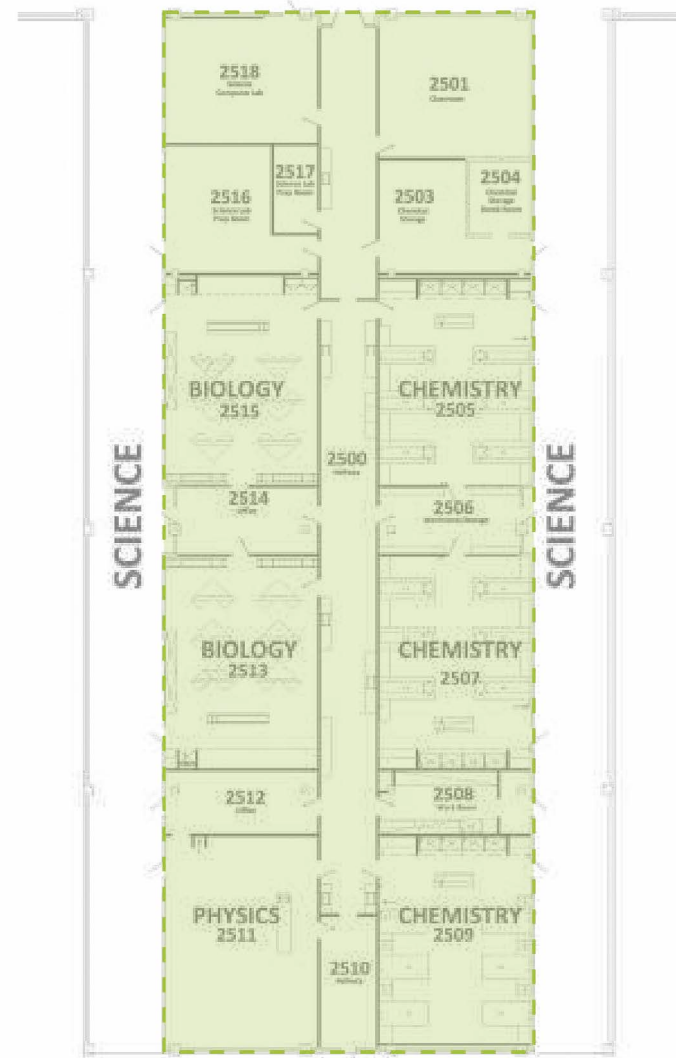 2518
Science
Computer Lab
2501
Classroom
2517
Science Lab
Prep Room
2516
Science Lab
Prep Room
2503
Chemical
Storage
2504
Chemical
Storage
BIOLOGY
2515
CHEMISTRY
2505
2500
Hallway
SCIENCE
SCIENCE
2514
Office
2506
BIOLOGY
2513
CHEMISTRY
2507
2512
Office
2508
Work Room
PHYSICS
2511
CHEMISTRY
2509
2510
Hallway